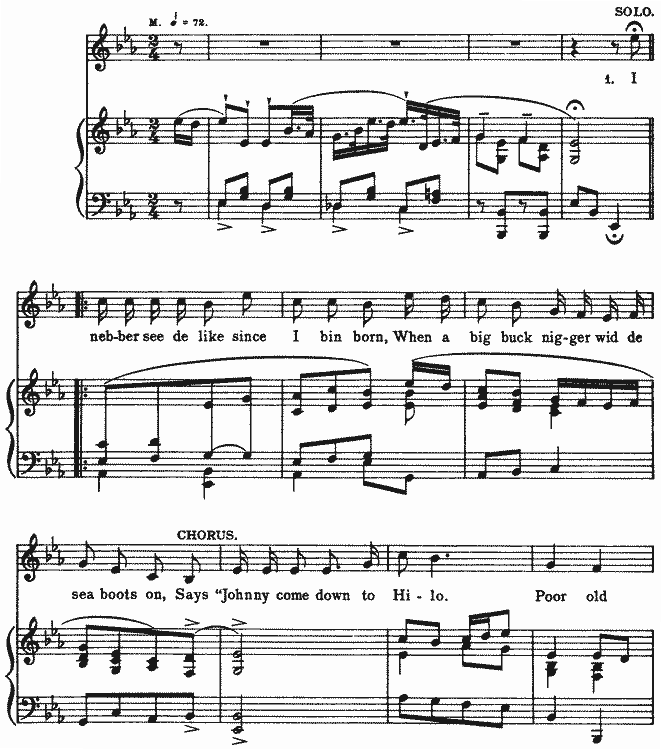 M. ♩ = 72.
SOLO.
1. I
neb-ber see de like since I bin born, When a big buck nig-ger wid de
CHORUS.
sea boots on, Says “Johnny come down to Hi - lo. Poor old